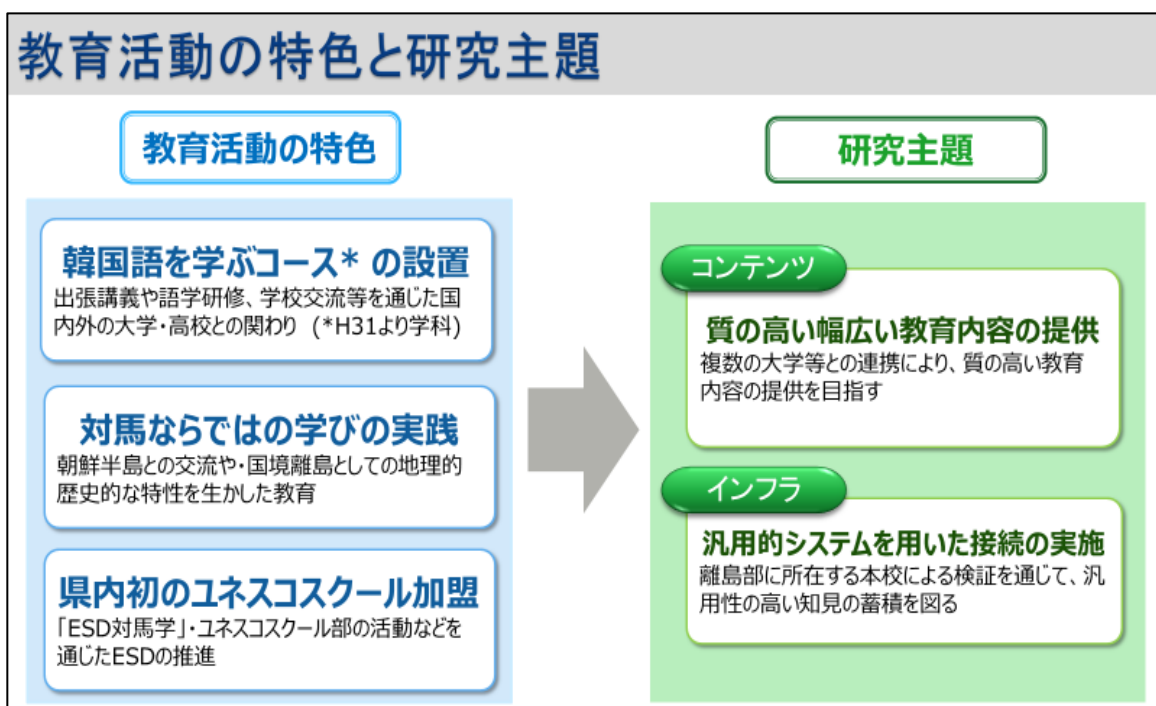 教育活動の特色と研究主題
教育活動の特色
韓国語を学ぶコース* の設置
出張講義や語学研修、学校交流等を通じた国
内外の大学・高校との関わり (*H31より学科)
対馬ならではの学びの実践
朝鮮半島との交流や・国境離島としての地理的
歴史的な特性を生かした教育
県内初のユネスコスクール加盟
「ESD対馬学」・ユネスコスクール部の活動などを
通じたESDの推進
研究主題
コンテンツ
質の高い幅広い教育内容の提供
複数の大学等との連携により、質の高い教育
内容の提供を目指す
インフラ
汎用的システムを用いた接続の実施
離島部に所在する本校による検証を通じて、汎
用性の高い知見の蓄積を図る